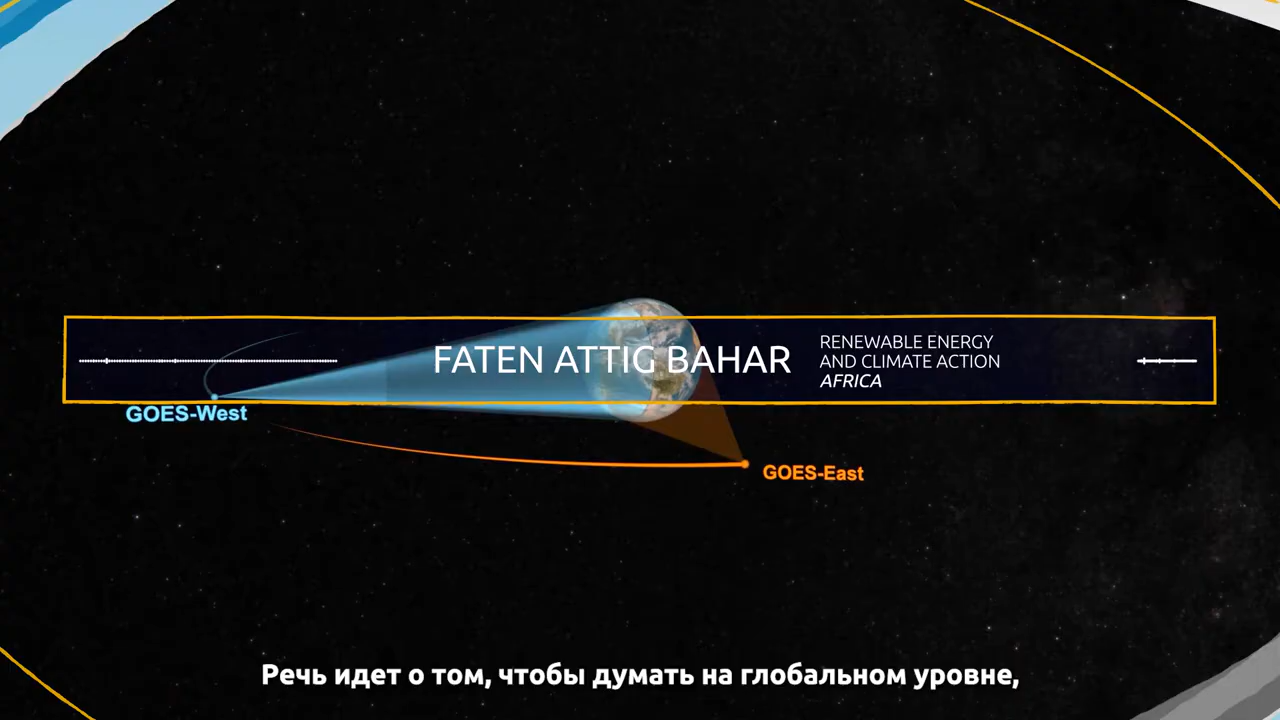 FATEN ATTIG BAHAR
RENEWABLE ENERGY
AND CLIMATE ACTION
AFRICA
GOES-West
GOES-East
Речь идет о том, чтобы думать на глобальном уровне,